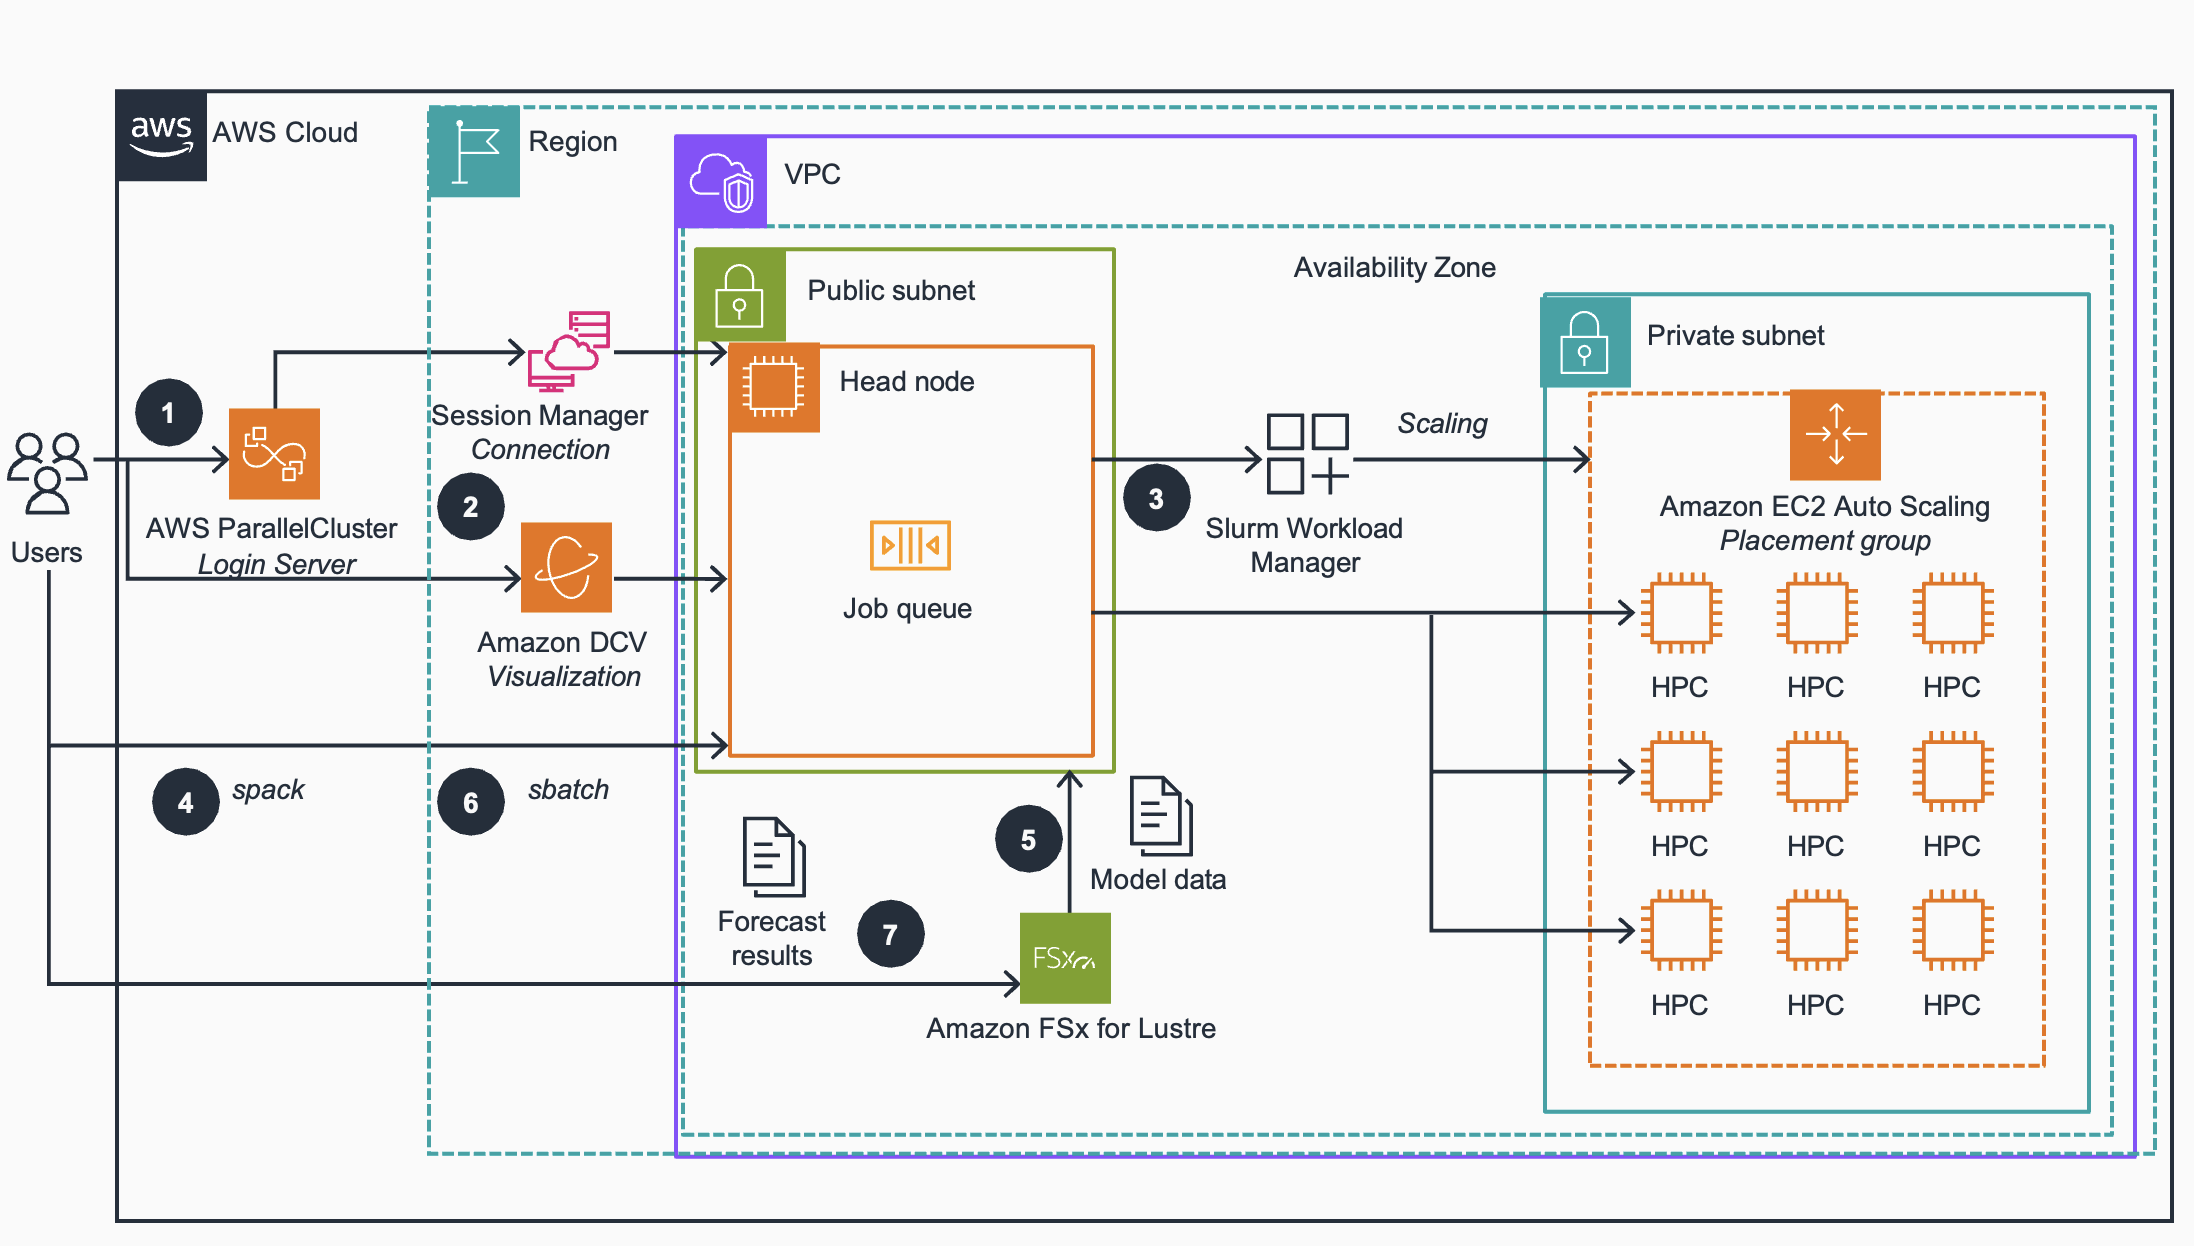 aws
AWS Cloud
Region
VPC
Availability Zone
Public subnet
Private subnet
Head node
Job queue
1
Users
AWS ParallelCluster
Login Server
Session Manager
Connection
2
Amazon DCV
Visualization
3
Slurm Workload
Manager
Scaling
Amazon EC2 Auto Scaling
Placement group
HPC
HPC
HPC
HPC
HPC
HPC
HPC
HPC
HPC
4
spack
6
sbatch
5
Model data
Forecast
results
7
FSx
Amazon FSx for Lustre